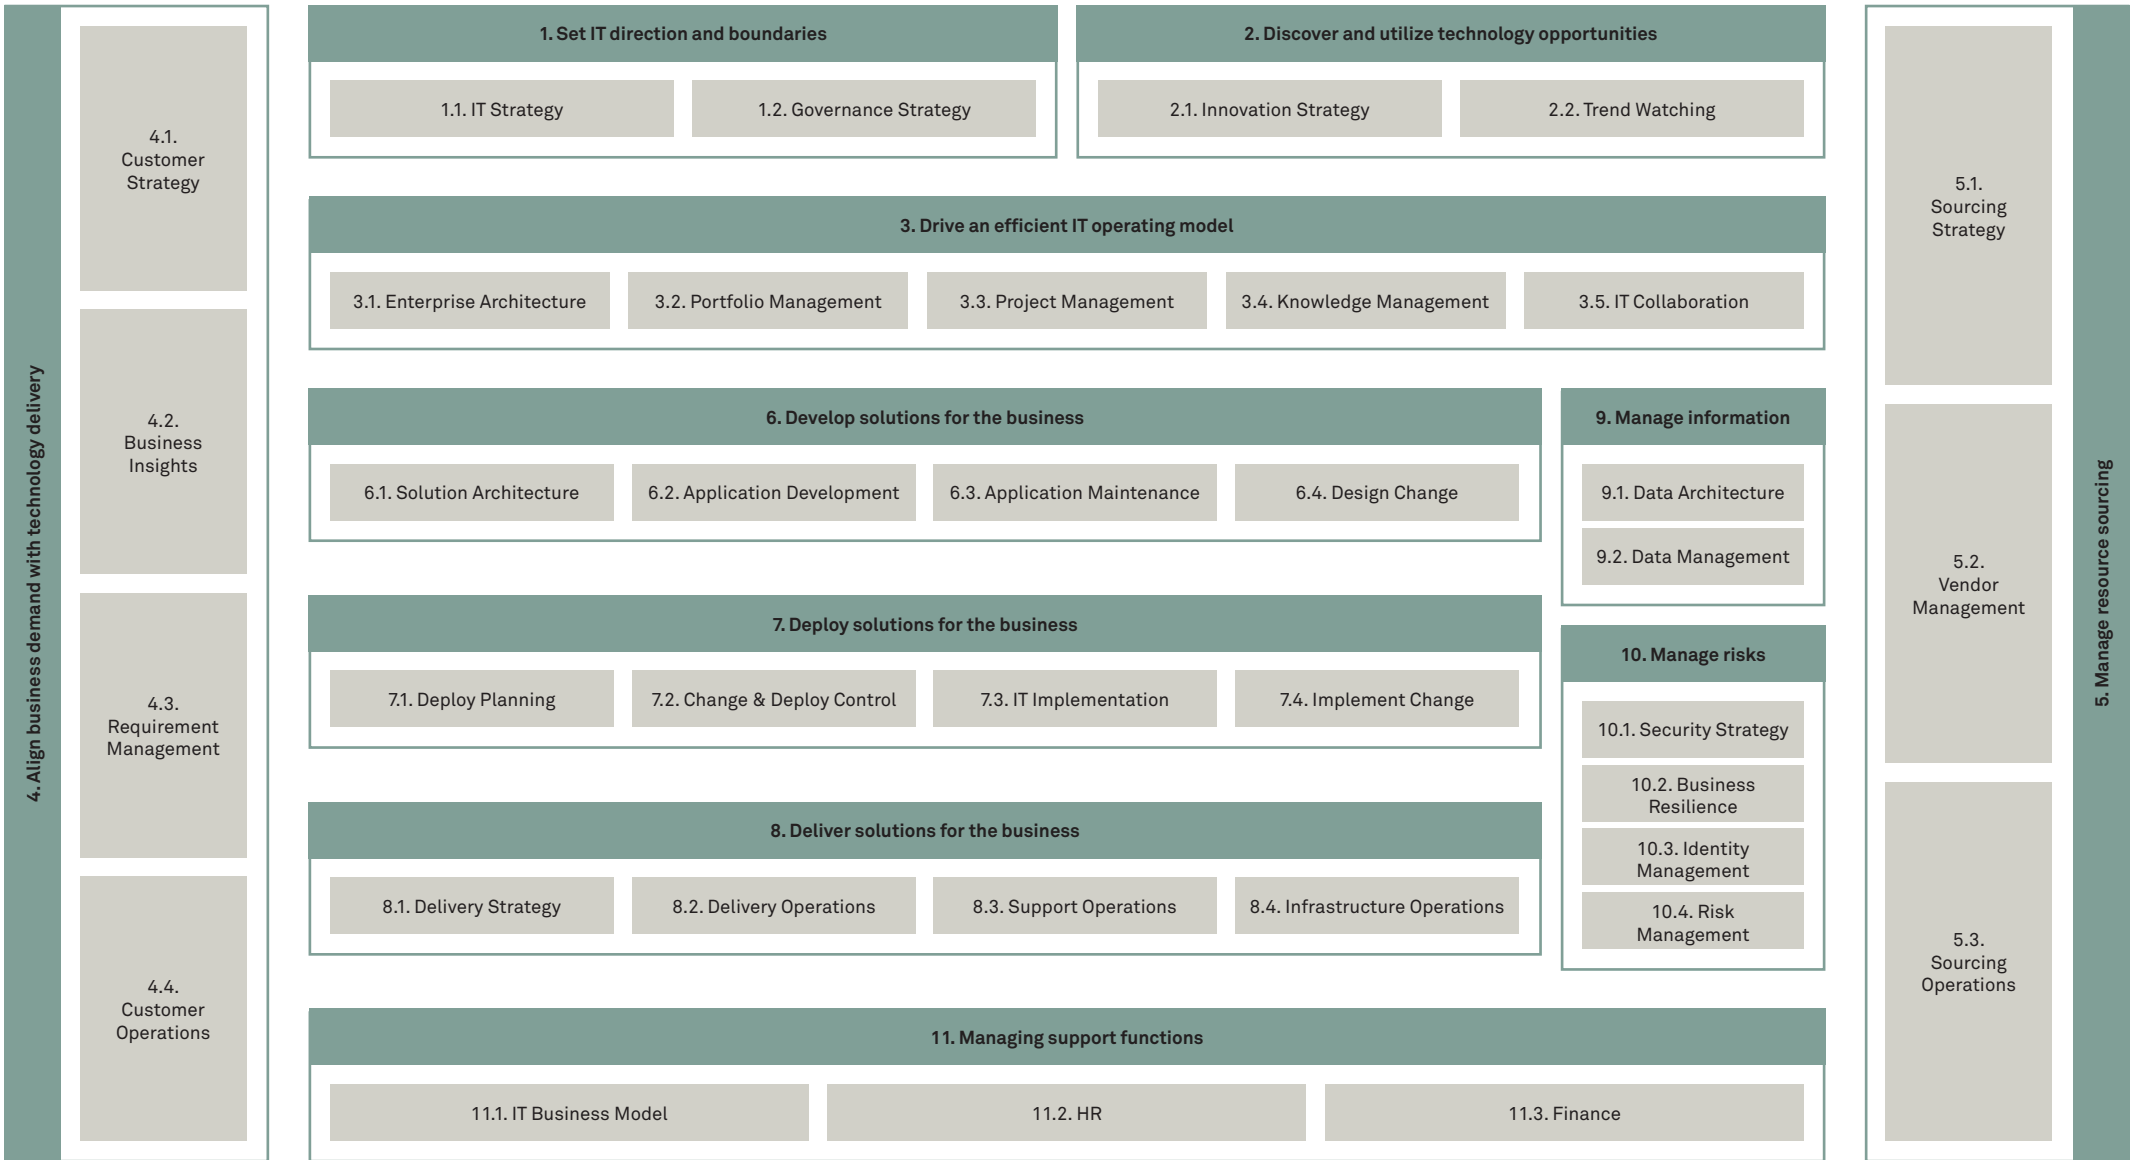 1. Set IT direction and boundaries
1.1. IT Strategy
1.2. Governance Strategy
2. Discover and utilize technology opportunities
2.1. Innovation Strategy
2.2. Trend Watching
3. Drive an efficient IT operating model
3.1. Enterprise Architecture
3.2. Portfolio Management
3.3. Project Management
3.4. Knowledge Management
3.5. IT Collaboration
4. Align business demand with technology delivery
4.1.
Customer
Strategy
4.2.
Business
Insights
4.3.
Requirement
Management
4.4.
Customer
Operations
5. Manage resource sourcing
5.1.
Sourcing
Strategy
5.2.
Vendor
Management
5.3.
Sourcing
Operations
6. Develop solutions for the business
6.1. Solution Architecture
6.2. Application Development
6.3. Application Maintenance
6.4. Design Change
7. Deploy solutions for the business
7.1. Deploy Planning
7.2. Change & Deploy Control
7.3. IT Implementation
7.4. Implement Change
8. Deliver solutions for the business
8.1. Delivery Strategy
8.2. Delivery Operations
8.3. Support Operations
8.4. Infrastructure Operations
9. Manage information
9.1. Data Architecture
9.2. Data Management
10. Manage risks
10.1. Security Strategy
10.2. Business
Resilience
10.3. Identity
Management
10.4. Risk
Management
11. Managing support functions
11.1. IT Business Model
11.2. HR
11.3. Finance